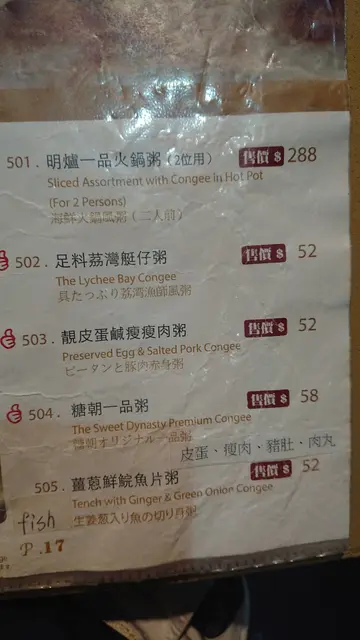 501. 明爐一品火鍋粥 (2位用) 售價 $ 288
Sliced Assortment with Congee in Hot Pot
(For 2 Persons)
海鮮火鍋風粥 (二人前)
502. 足料荔灣艇仔粥 售價 $ 52
The Lychee Bay Congee
具たっぷり荔湾漁師風粥
503. 靚皮蛋鹹瘦瘦肉粥 售價 $ 52
Preserved Egg & Salted Pork Congee
ピータンと豚肉赤身粥
504. 糖朝一品粥 售價 $ 58
The Sweet Dynasty Premium Congee
糖朝オリジナル一品粥
皮蛋、瘦肉、豬肚、肉丸
505. 薑蔥鮮鯇魚片粥 售價 $ 52
Tench with Ginger & Green Onion Congee
生姜葱入り魚の切り身粥
fish
P.17